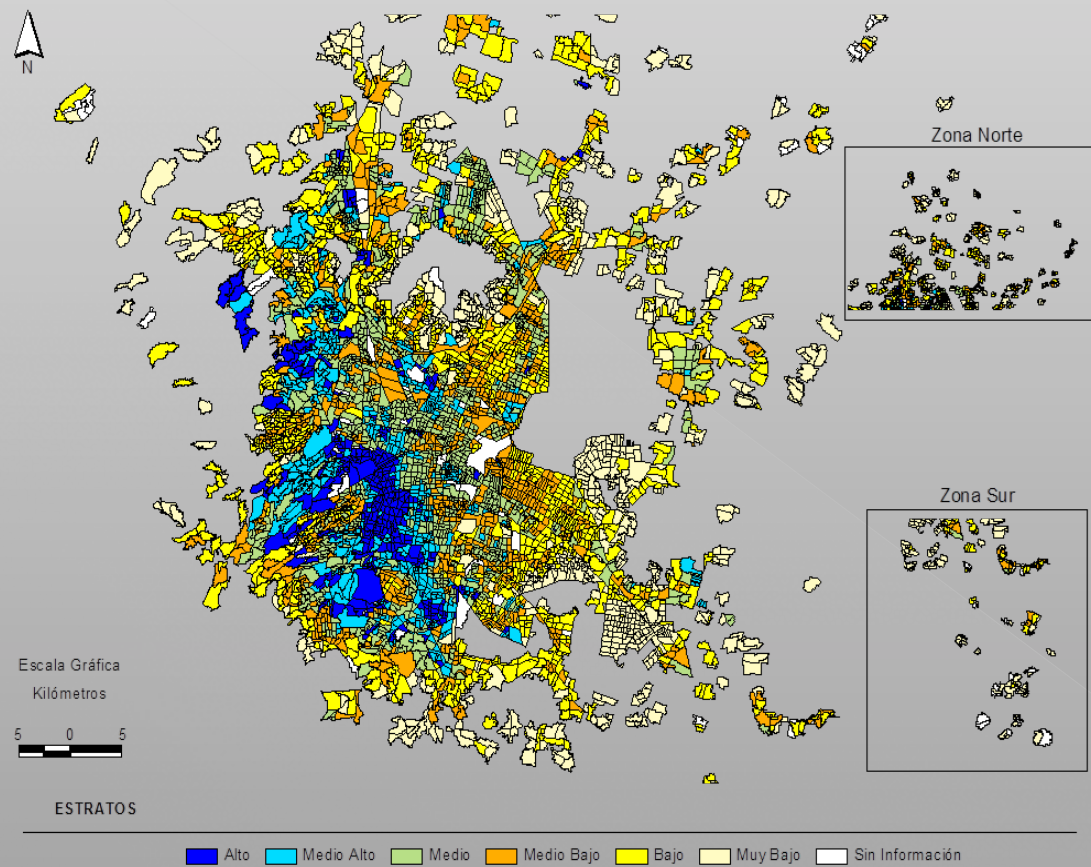 N
Zona Norte
Zona Sur
Escala Gráfica
Kilómetros
5 0 5
ESTRATOS
Alto Medio Alto Medio Medio Bajo Bajo Muy Bajo Sin Información